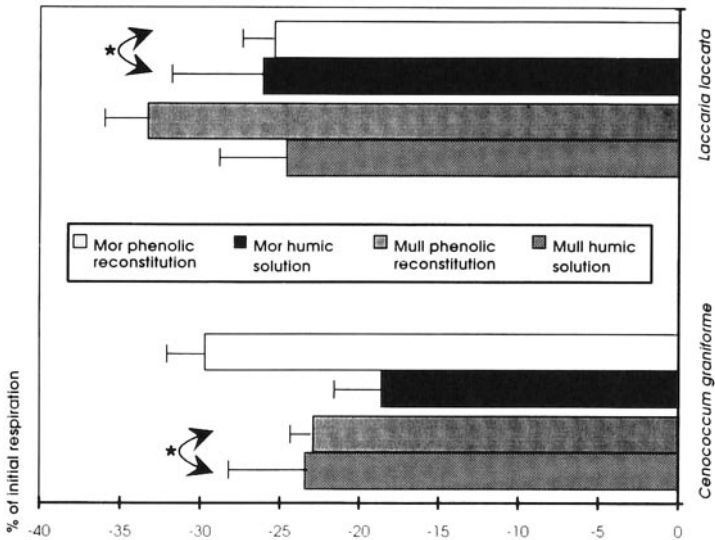 *
Laccaria laccata
Mor phenolic reconstitution
Mor humic solution
Mull phenolic reconstitution
Mull humic solution
*
Cenococcum graniforme
% of initial respiration
-40 -35 -30 -25 -20 -15 -10 -5 0